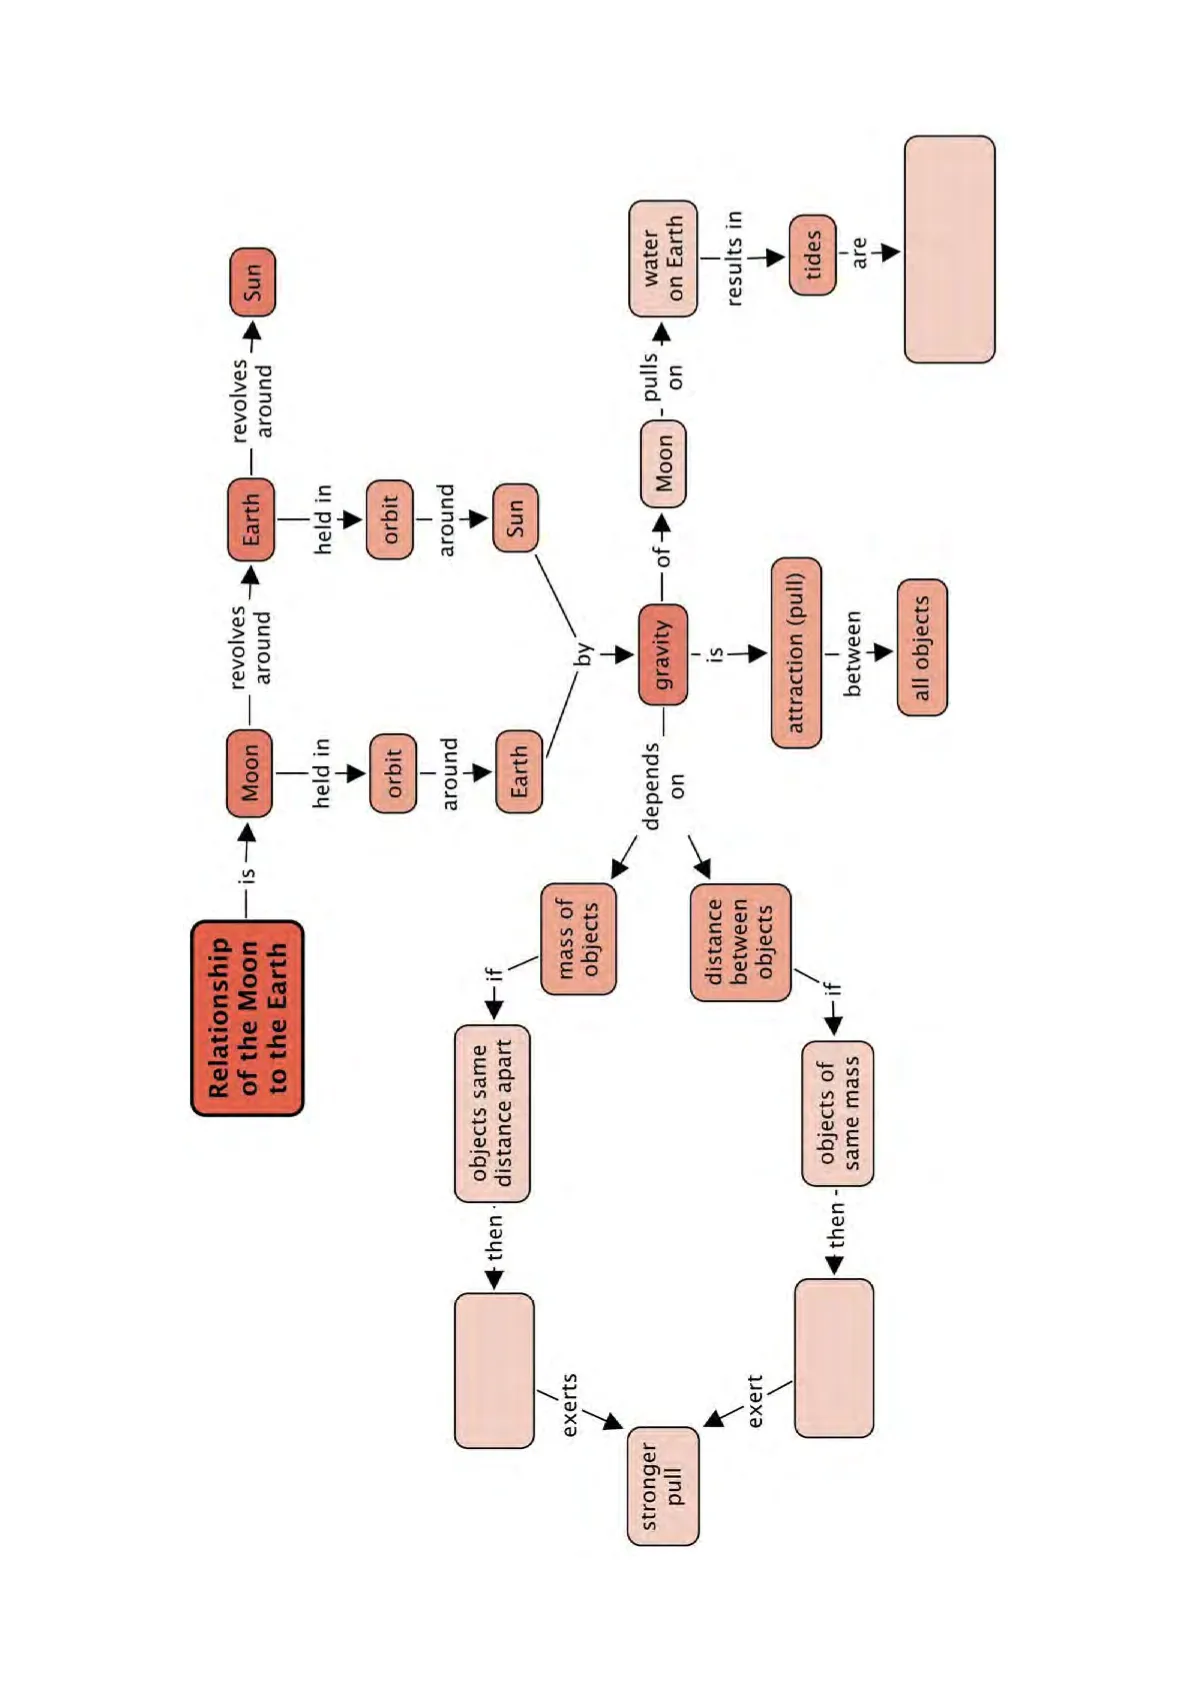 Relationship
of the Moon
to the Earth
is
Moon
revolves
around
Earth
revolves
around
Sun
held in
orbit
around
Earth
held in
orbit
around
Sun
by
gravity
of
Moon
pulls
on
water
on Earth
results in
tides
are
is
attraction (pull)
between
all objects
depends
on
mass of
objects
if
objects same
distance apart
then
exerts
distance
between
objects
if
objects of
same mass
then
exert
stronger
pull